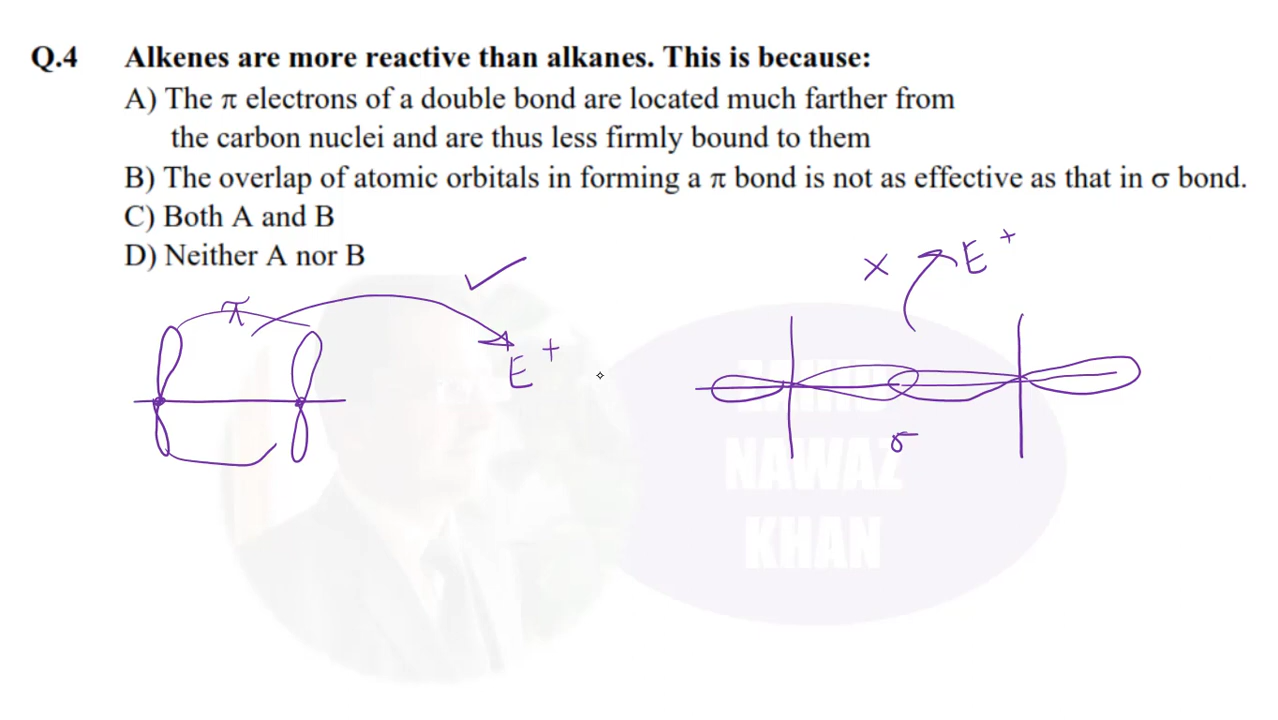 Q.4 Alkenes are more reactive than alkanes. This is because:
A) The π electrons of a double bond are located much farther from
the carbon nuclei and are thus less firmly bound to them
B) The overlap of atomic orbitals in forming a π bond is not as effective as that in σ bond.
C) Both A and B
D) Neither A nor B
x E +
π
E +
σ
NAWAZ
KHAN